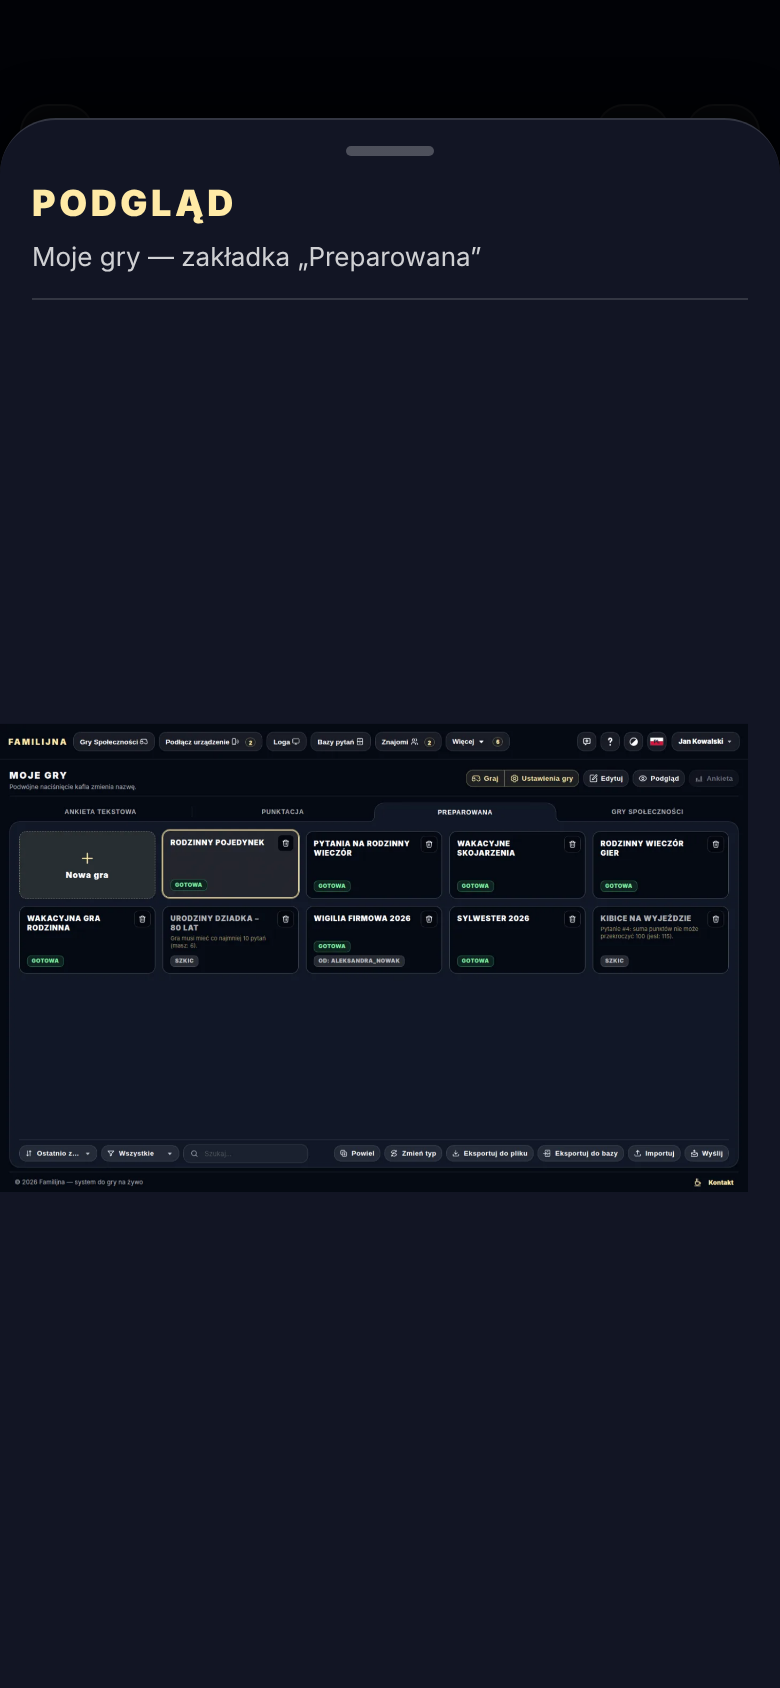 PODGLĄD
Moje gry — zakładka „Preparowana”
FAMILIJNA
Gry Społeczności
Podłącz urządzenie 2
Loga
Bazy pytań
Znajomi 2
Więcej 6
?
Jan Kowalski
MOJE GRY
Podwójne naciśnięcie kafla zmienia nazwę.
Graj
Ustawienia gry
Edytuj
Podgląd
Ankieta
ANKIETA TEKSTOWA
PUNKTACJA
PREPAROWANA
GRY SPOŁECZNOŚCI
+
Nowa gra
RODZINNY POJEDYNEK
GOTOWA
PYTANIA NA RODZINNY
WIECZÓR
GOTOWA
WAKACYJNE
SKOJARZENIA
GOTOWA
RODZINNY WIECZÓR
GIER
GOTOWA
WAKACYJNA GRA
RODZINNA
GOTOWA
URODZINY DZIADKA –
80 LAT
Gra musi mieć co najmniej 10 pytań
(masz: 6).
SZKIC
WIGILIA FIRMOWA 2026
GOTOWA
OD: ALEKSANDRA_NOWAK
SYLWESTER 2026
GOTOWA
KIBICE NA WYJEŹDZIE
Pytanie #4: suma punktów nie może
przekroczyć 100 (jest: 115).
SZKIC
Ostatnio z...
Wszystkie
Szukaj...
Powiel
Zmień typ
Eksportuj do pliku
Eksportuj do bazy
Importuj
Wyślij
© 2026 Familijna — system do gry na żywo
Kontakt